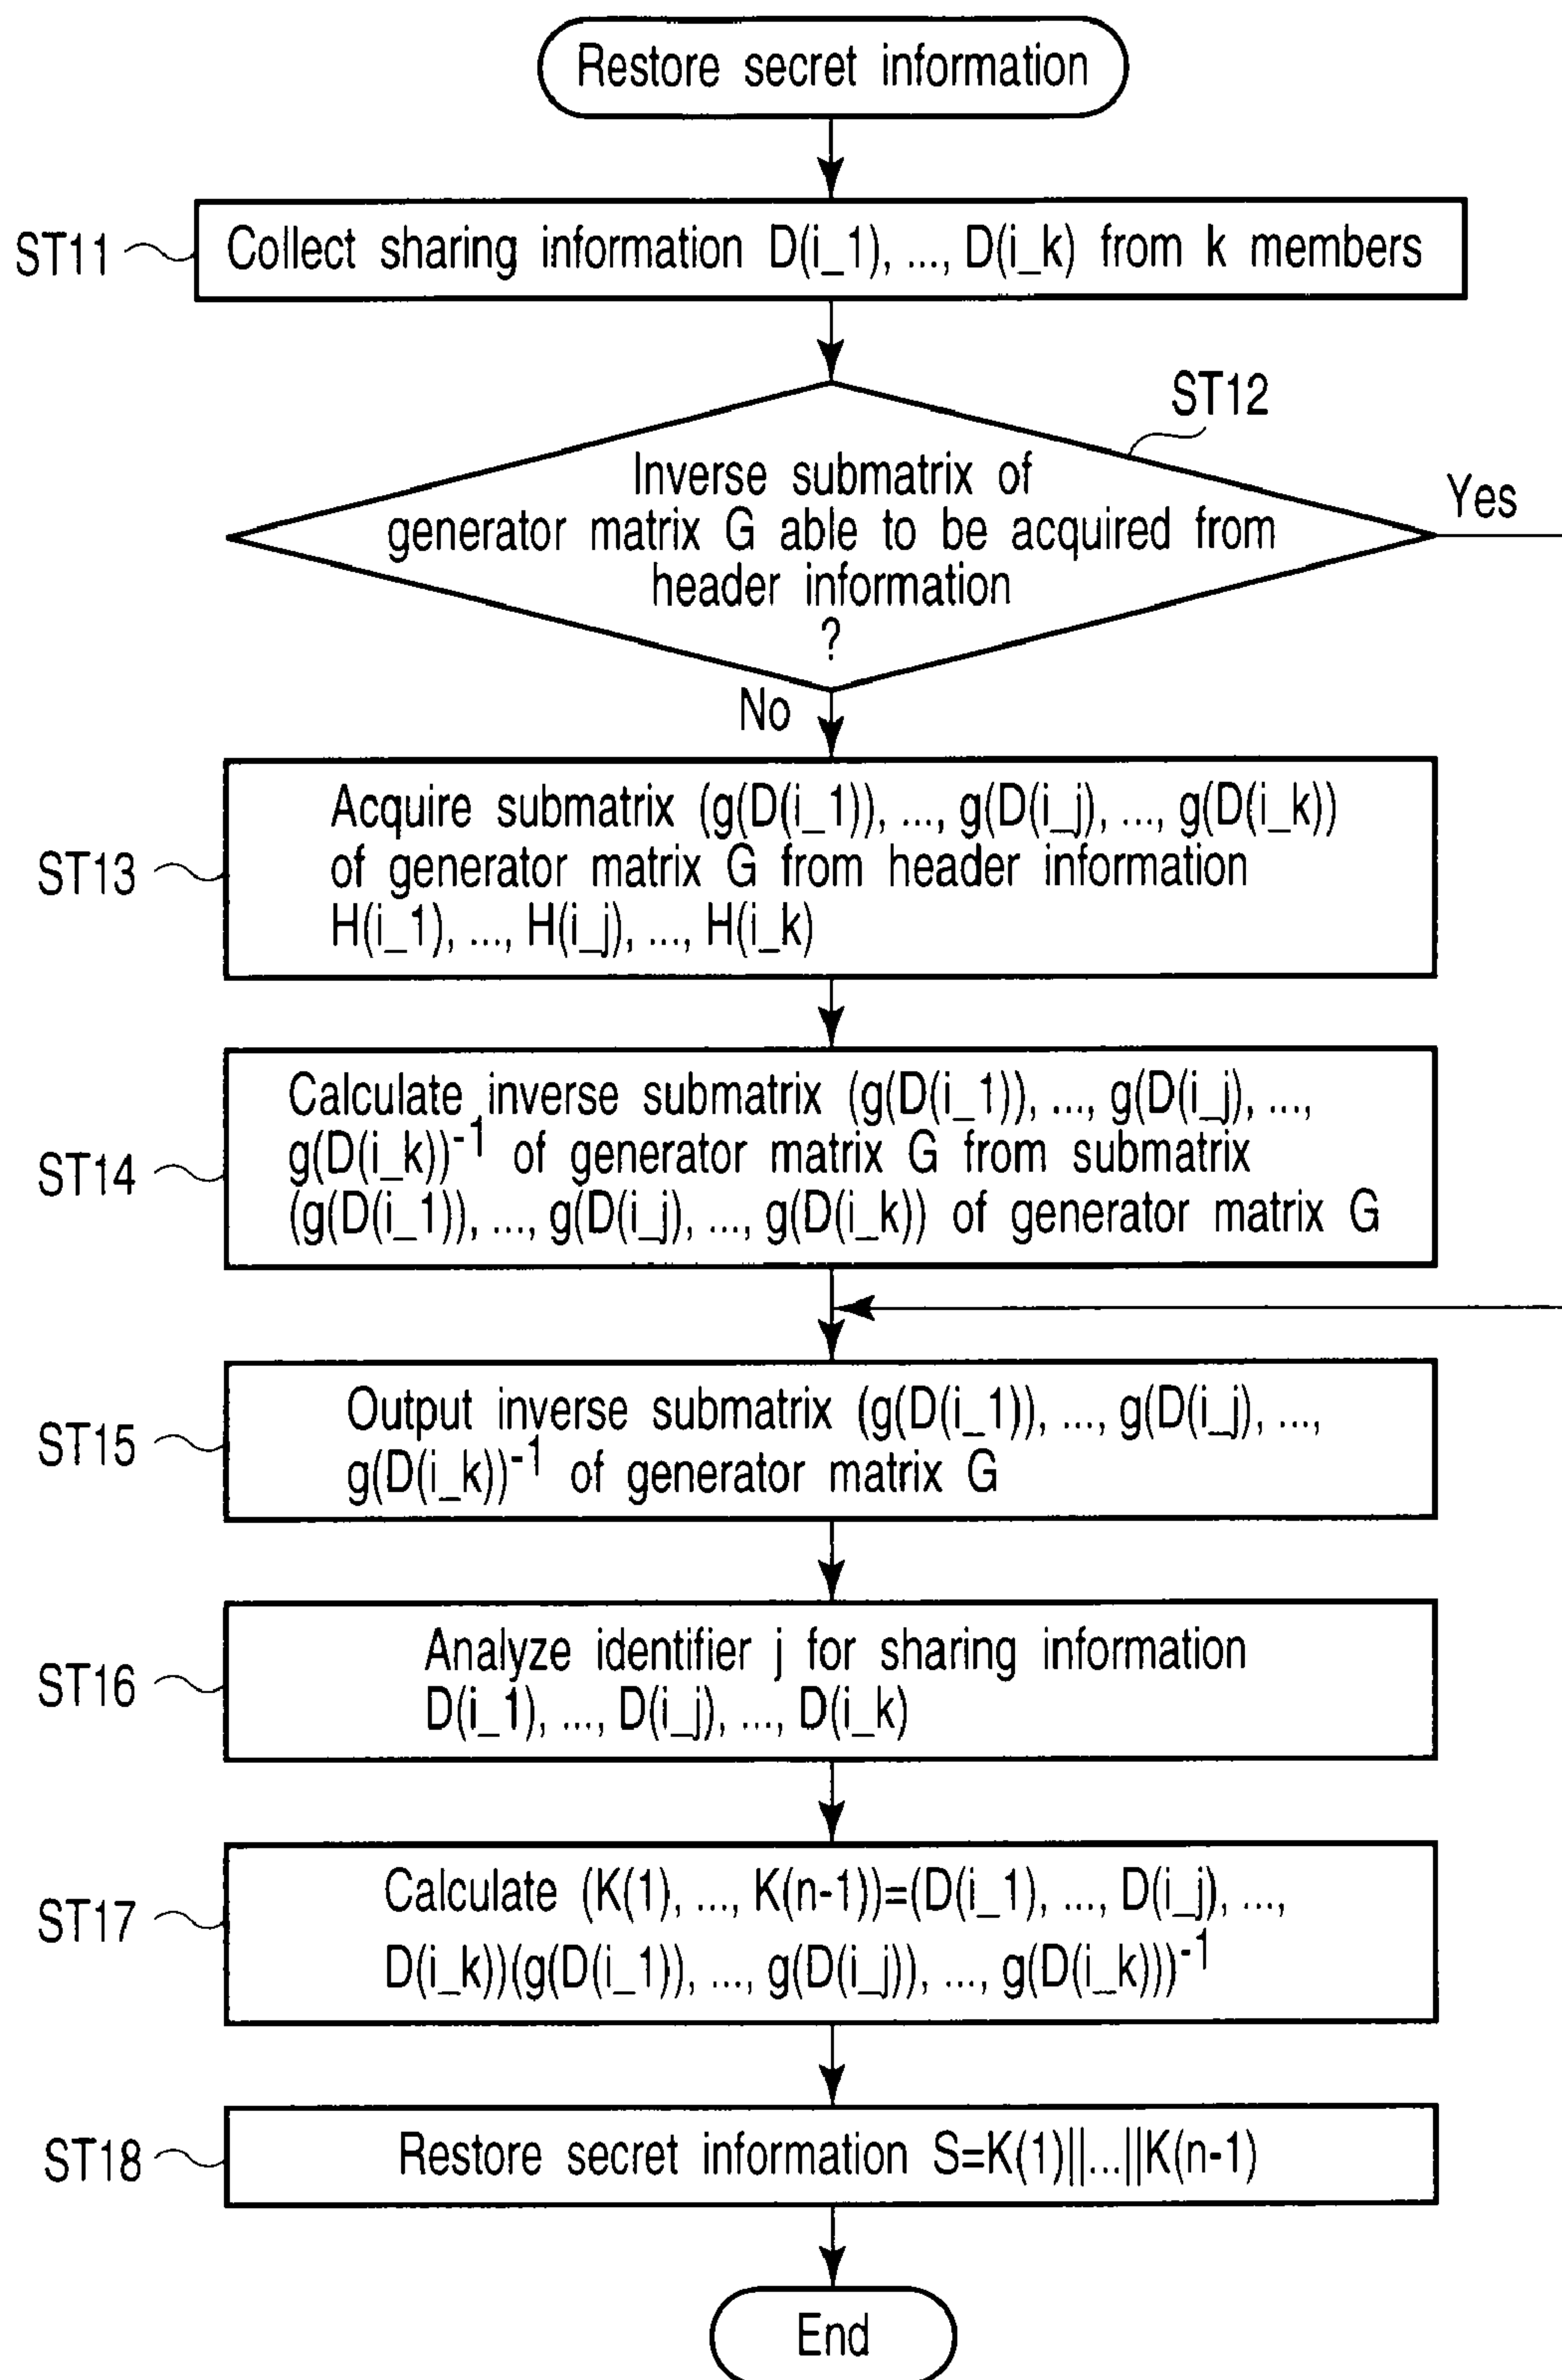 Restore secret information
ST11
Collect sharing information D(i_1), ..., D(i_k) from k members
ST12
Inverse submatrix of
generator matrix G able to be acquired from
header information
?
Yes
No
ST13
Acquire submatrix (g(D(i_1)), ..., g(D(i_j), ..., g(D(i_k))
of generator matrix G from header information
H(i_1), ..., H(i_j), ..., H(i_k)
ST14
Calculate inverse submatrix (g(D(i_1)), ..., g(D(i_j), ...,
g(D(i_k))⁻¹ of generator matrix G from submatrix
(g(D(i_1)), ..., g(D(i_j), ..., g(D(i_k)) of generator matrix G
ST15
Output inverse submatrix (g(D(i_1)), ..., g(D(i_j), ...,
g(D(i_k))⁻¹ of generator matrix G
ST16
Analyze identifier j for sharing information
D(i_1), ..., D(i_j), ..., D(i_k)
ST17
Calculate (K(1), ..., K(n-1))=(D(i_1), ..., D(i_j), ...,
D(i_k))(g(D(i_1)), ..., g(D(i_j)), ..., g(D(i_k)))⁻¹
ST18
Restore secret information S=K(1)||...||K(n-1)
End